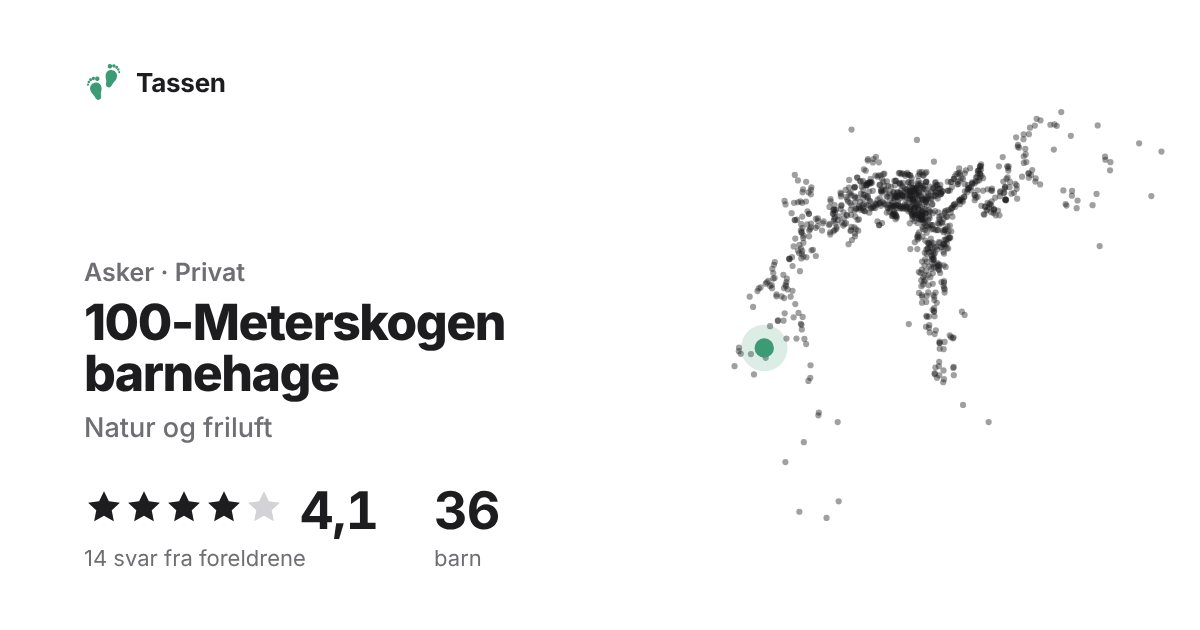 Tassen
Asker · Privat
100-Meterskogen
barnehage
Natur og friluft
4,1
36
14 svar fra foreldrene
barn